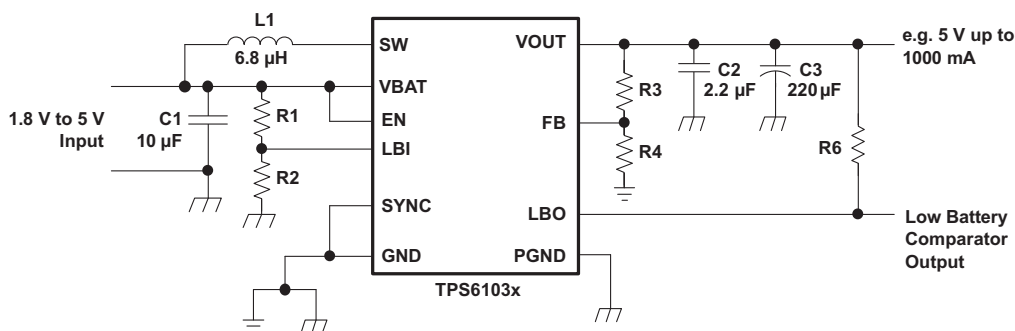 L1
6.8 µH
SW
VOUT
e.g. 5 V up to
1000 mA
VBAT
C2
2.2 µF
C3
220 µF
R3
R1
C1
10 µF
1.8 V to 5 V
Input
EN
FB
LBI
R4
R6
R2
SYNC
LBO
Low Battery
Comparator
Output
GND
PGND
TPS6103x